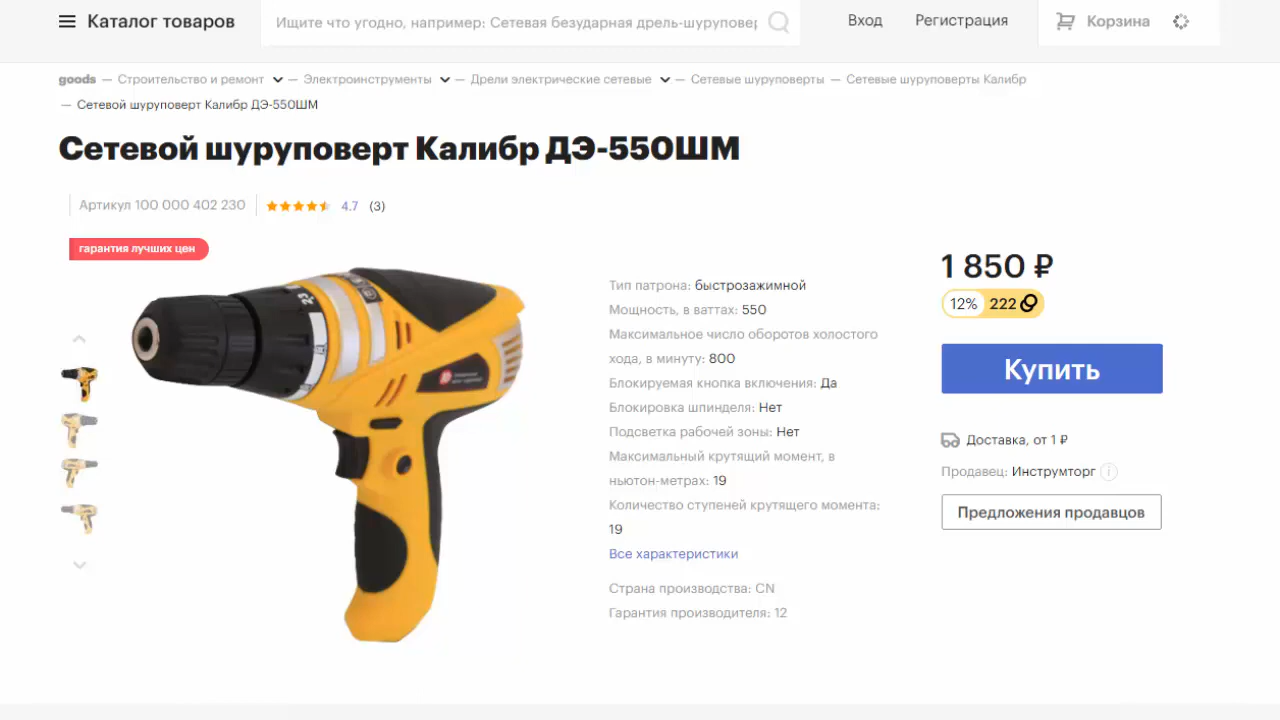 Каталог товаров
Ищите что угодно, например: Сетевая безударная дрель-шуруповер
Вход
Регистрация
Корзина
goods — Строительство и ремонт — Электроинструменты — Дрели электрические сетевые — Сетевые шуруповерты — Сетевые шуруповерты Калибр
— Сетевой шуруповерт Калибр ДЭ-550ШМ
Сетевой шуруповерт Калибр ДЭ-550ШМ
Артикул 100 000 402 230
4.7 (3)
гарантия лучших цен
Тип патрона: быстрозажимной
Мощность, в ваттах: 550
Максимальное число оборотов холостого
хода, в минуту: 800
Блокируемая кнопка включения: Да
Блокировка шпинделя: Нет
Подсветка рабочей зоны: Нет
Максимальный крутящий момент, в
ньютон-метрах: 19
Количество ступеней крутящего момента:
19
Все характеристики
Страна производства: CN
Гарантия производителя: 12
1 850 ₽
12% 222
Купить
Доставка, от 1 ₽
Продавец: Инструмторг i
Предложения продавцов